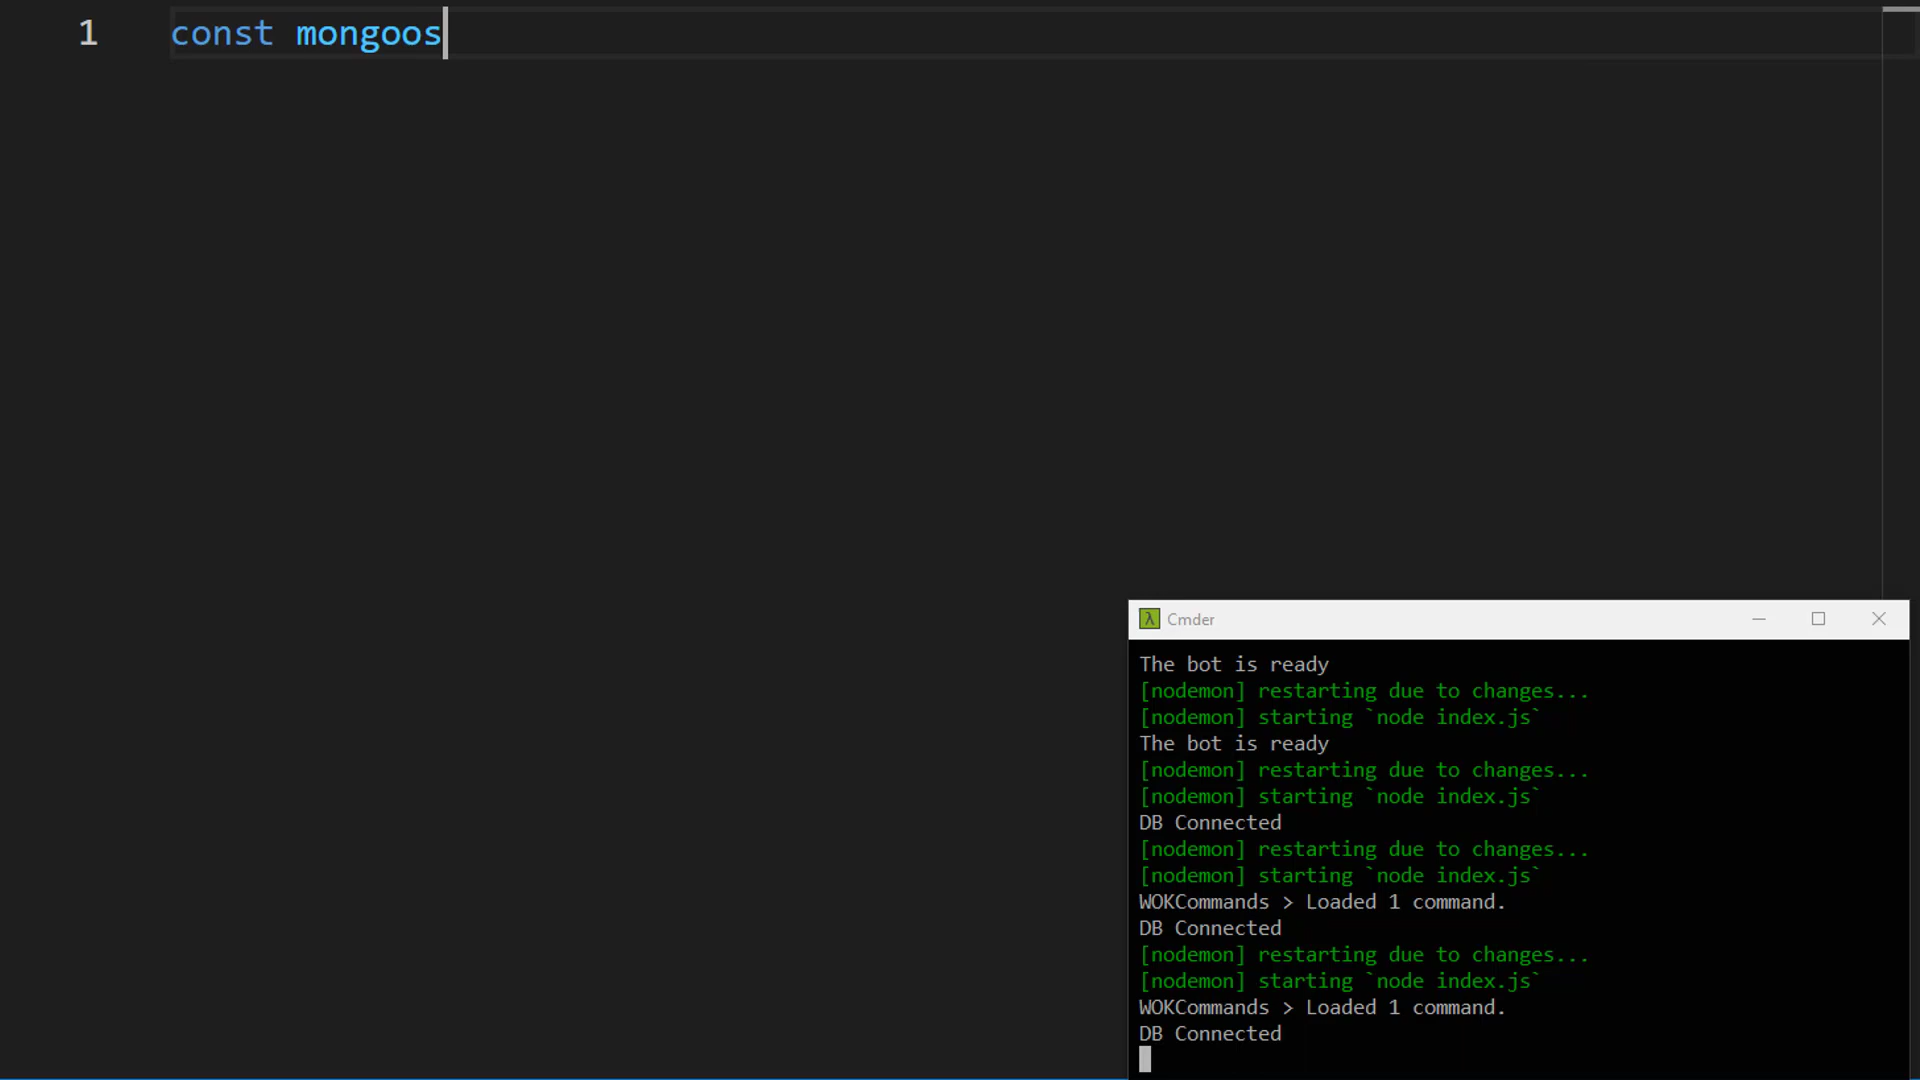 1 const mongoos
Cmder
The bot is ready
[nodemon] restarting due to changes...
[nodemon] starting `node index.js`
The bot is ready
[nodemon] restarting due to changes...
[nodemon] starting `node index.js`
DB Connected
[nodemon] restarting due to changes...
[nodemon] starting `node index.js`
WOKCommands > Loaded 1 command.
DB Connected
[nodemon] restarting due to changes...
[nodemon] starting `node index.js`
WOKCommands > Loaded 1 command.
DB Connected